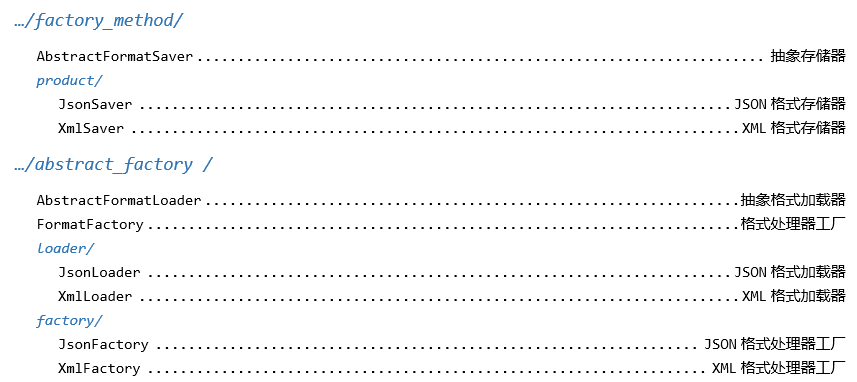 …/factory_method/
AbstractFormatSaver ..................................................................... 抽象存储器
product/
JsonSaver ........................................................................JSON 格式存储器
XmlSaver ..........................................................................XML 格式存储器
…/abstract_factory /
AbstractFormatLoader .................................................................抽象格式加载器
FormatFactory........................................................................格式处理器工厂
loader/
JsonLoader .......................................................................JSON 格式加载器
XmlLoader .........................................................................XML 格式加载器
factory/
JsonFactory .................................................................. JSON 格式处理器工厂
XmlFactory .................................................................... XML 格式处理器工厂